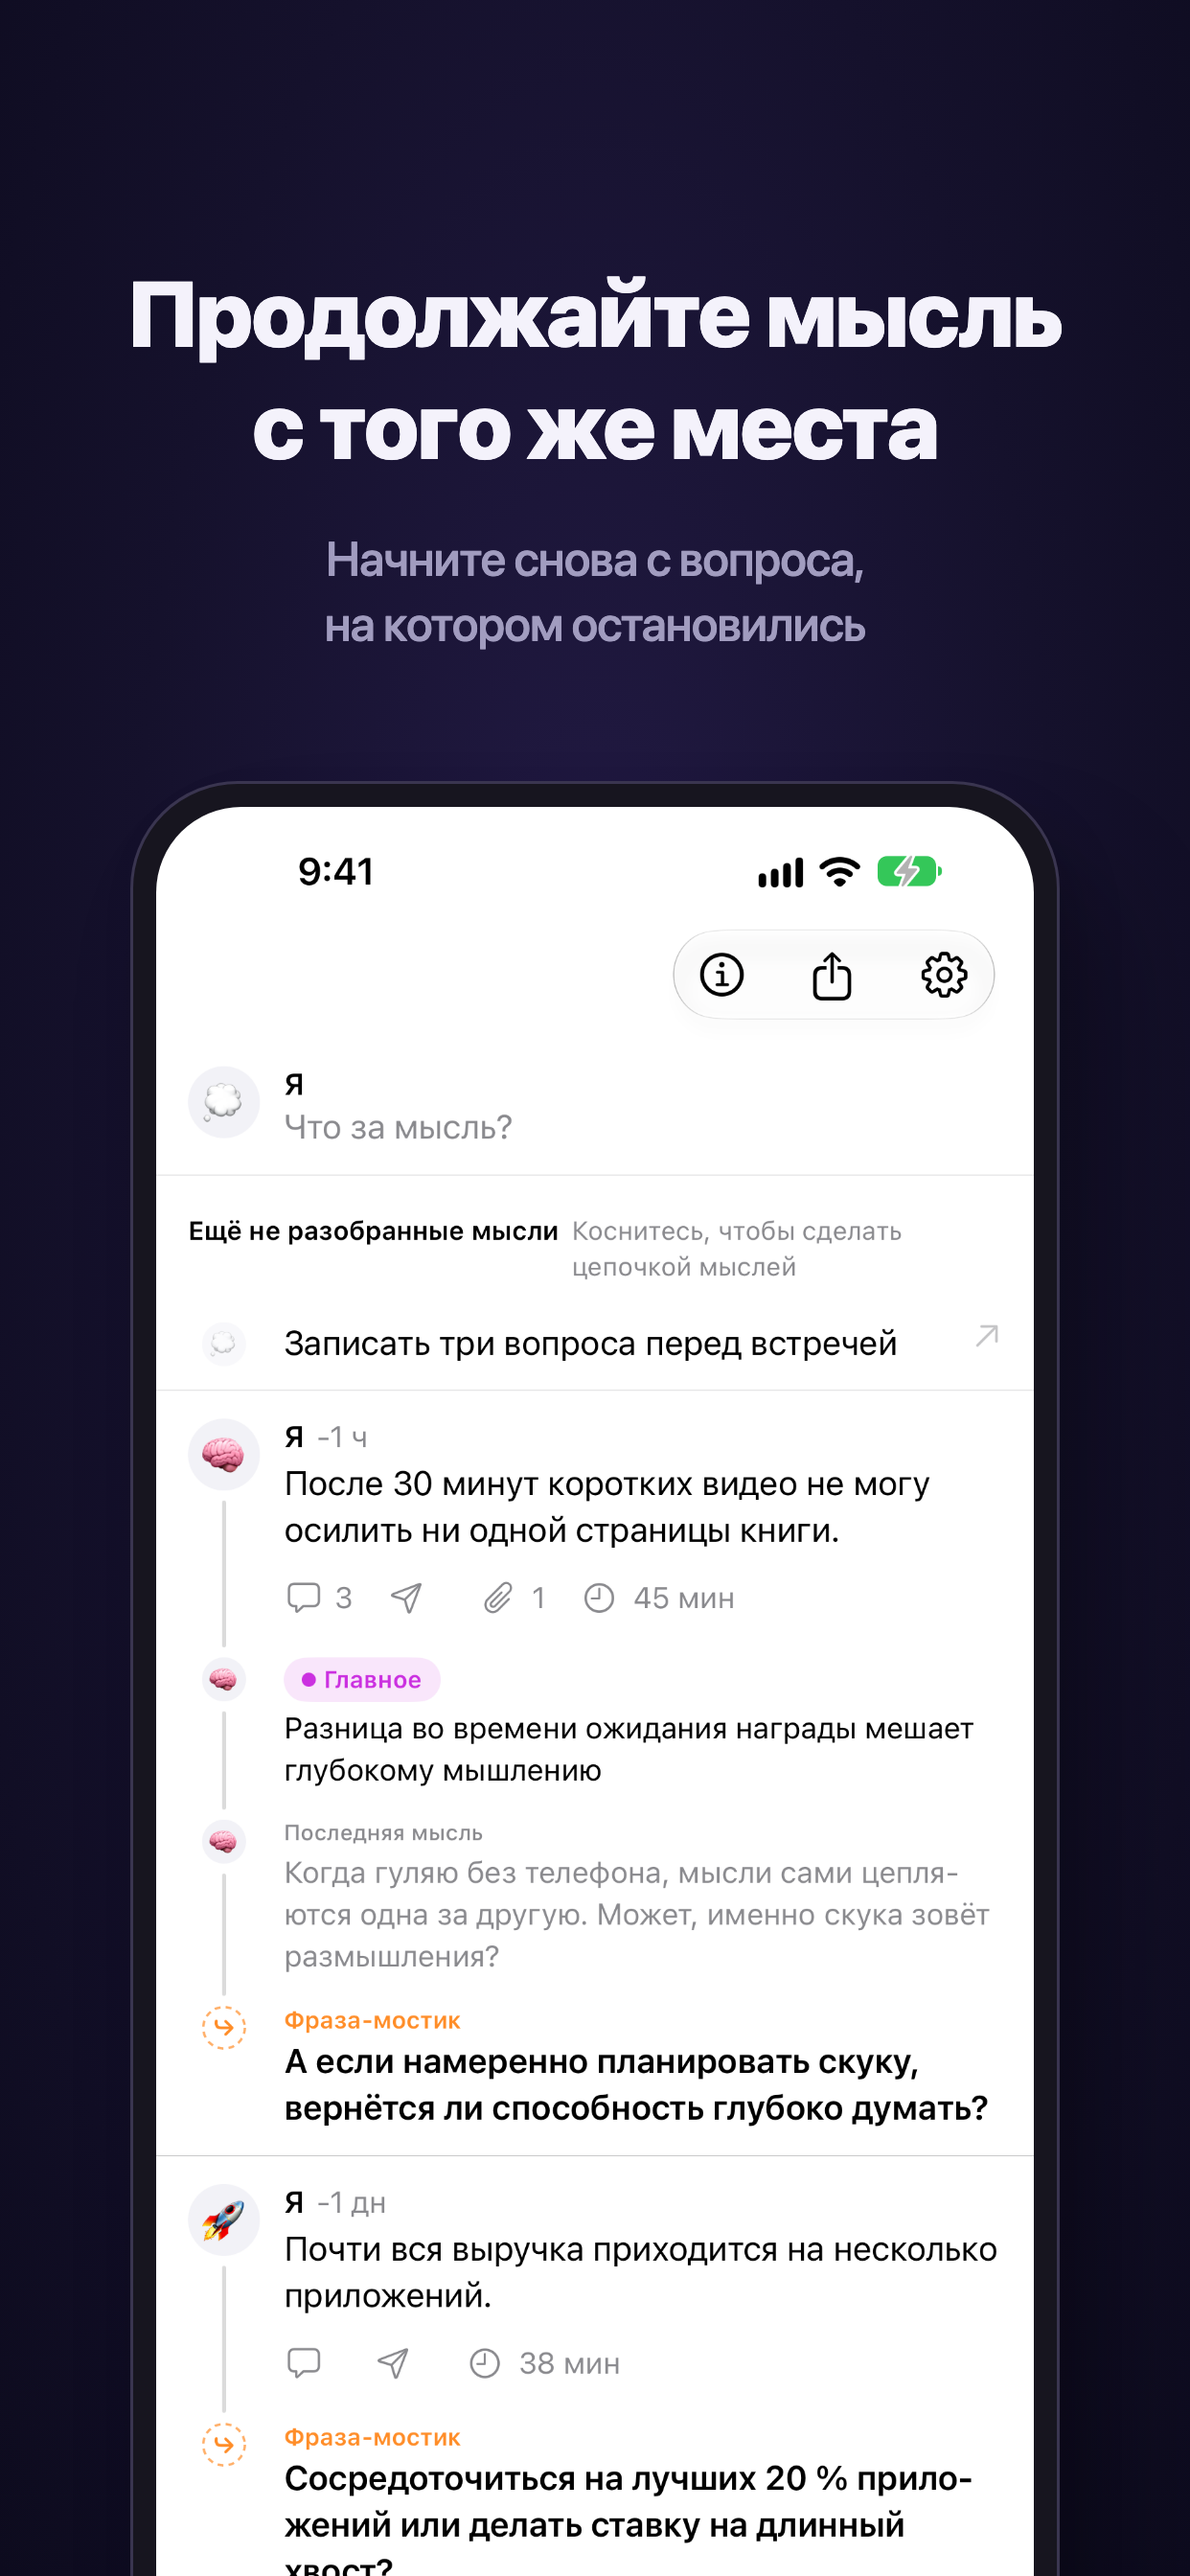 Продолжайте мысль
с того же места
Начните снова с вопроса,
на котором остановились
9:41
Я
Что за мысль?
Ещё не разобранные мысли Коснитесь, чтобы сделать
цепочкой мыслей
Записать три вопроса перед встречей
Я -1 ч
После 30 минут коротких видео не могу
осилить ни одной страницы книги.
3 1 45 мин
Главное
Разница во времени ожидания награды мешает
глубокому мышлению
Последняя мысль
Когда гуляю без телефона, мысли сами цепля-
ются одна за другую. Может, именно скука зовёт
размышления?
Фраза-мостик
А если намеренно планировать скуку,
вернётся ли способность глубоко думать?
Я -1 дн
Почти вся выручка приходится на несколько
приложений.
38 мин
Фраза-мостик
Сосредоточиться на лучших 20 % прило-
жений или делать ставку на длинный
хвост?